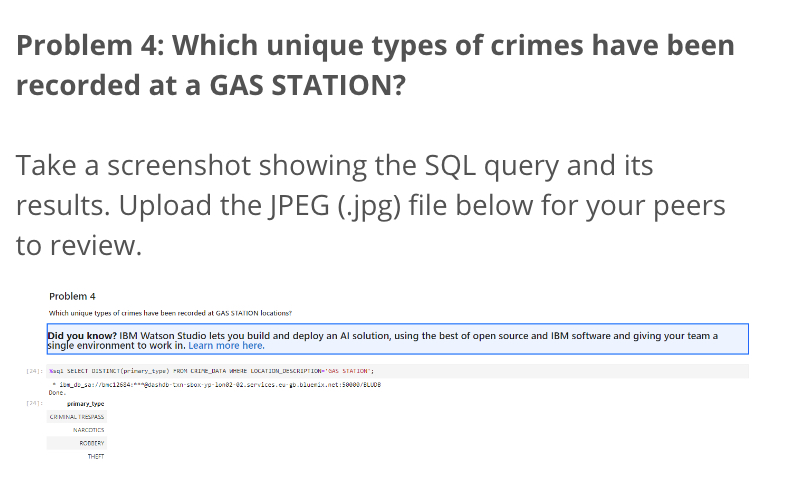 Problem 4: Which unique types of crimes have been
recorded at a GAS STATION?
Take a screenshot showing the SQL query and its
results. Upload the JPEG (.jpg) file below for your peers
to review.
Problem 4
Which unique types of crimes have been recorded at GAS STATION locations?
Did you know? IBM Watson Studio lets you build and deploy an AI solution, using the best of open source and IBM software and giving your team a
single environment to work in. Learn more here.
[24]: %sql SELECT DISTINCT(primary_type) FROM CRIME_DATA WHERE LOCATION_DESCRIPTION='GAS STATION';
* ibm_db_sa://bmc12684:***@dashdb-txn-sbox-yp-lon02-02.services.eu-gb.bluemix.net:50000/BLUDB
Done.
[24]: primary_type
CRIMINAL TRESPASS
NARCOTICS
ROBBERY
THEFT